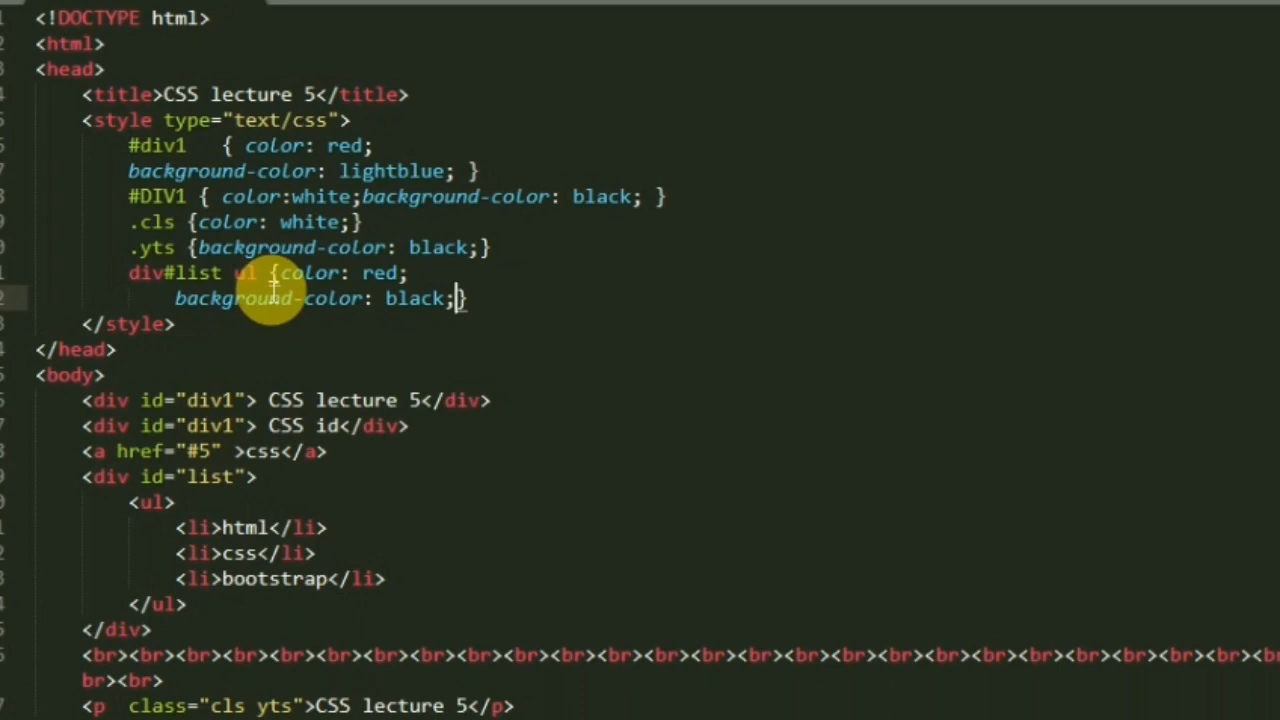 <!DOCTYPE html>
<html>
<head>
<title>CSS lecture 5</title>
<style type="text/css">
#div1 { color: red;
background-color: lightblue; }
#DIV1 { color:white;background-color: black; }
.cls {color: white;}
.yts {background-color: black;}
div#list ul {color: red;
background-color: black;}
</style>
</head>
<body>
<div id="div1"> CSS lecture 5</div>
<div id="div1"> CSS id</div>
<a href="#5" >css</a>
<div id="list">
<ul>
<li>html</li>
<li>css</li>
<li>bootstrap</li>
</ul>
</div>
<br><br><br><br><br><br><br><br><br><br><br><br><br><br><br><br><br><br><br><br><br><br><br><br><br><br>
br><br>
<p class="cls yts">CSS lecture 5</p>